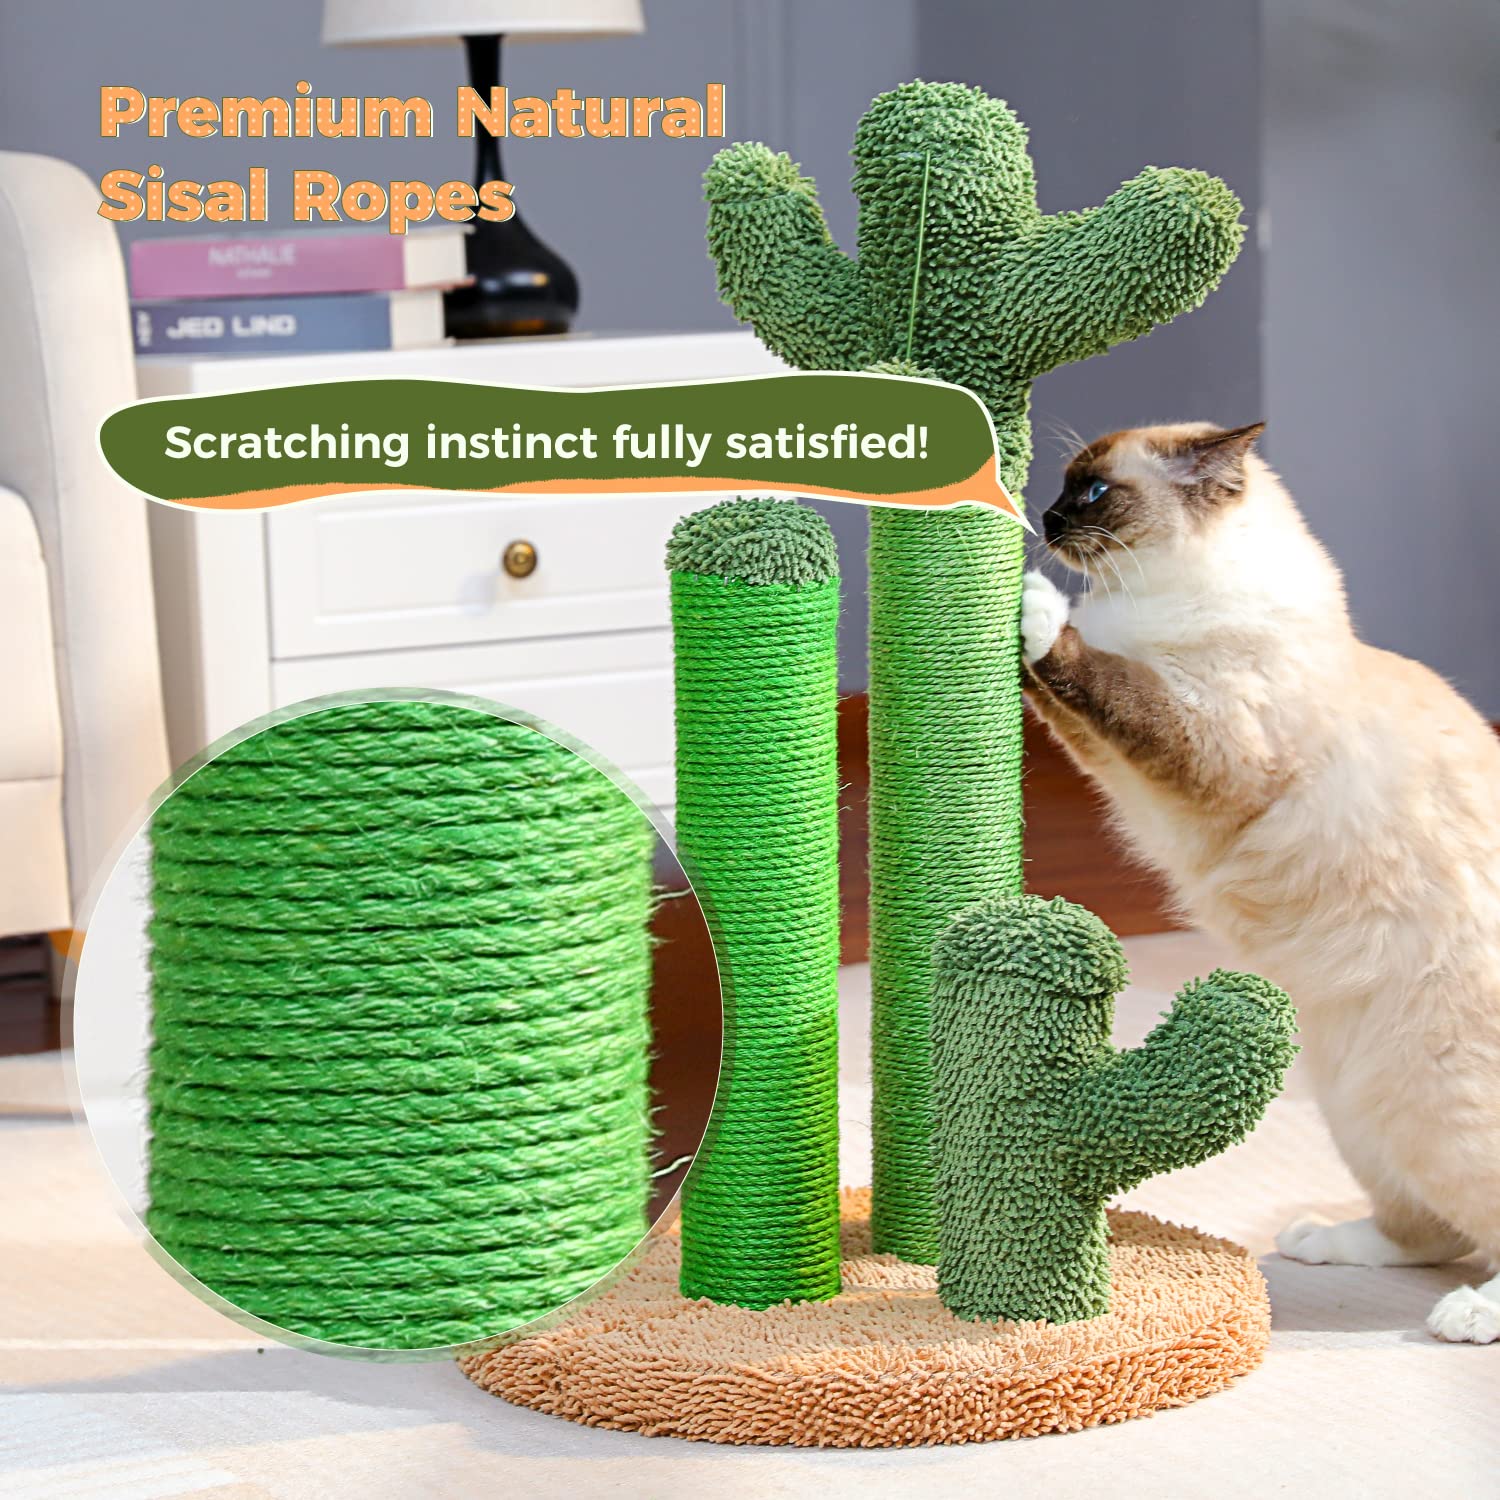 Premium Natural
Sisal Ropes
NATHALIE
JED LIND
Scratching instinct fully satisfied!